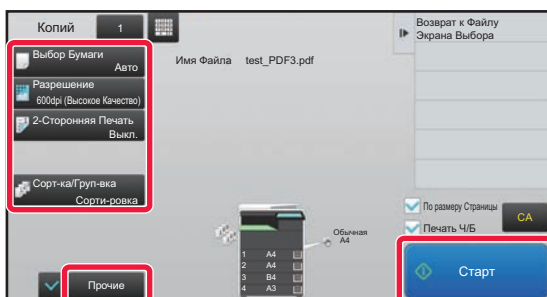 Копий 1
Возврат к Файлу
Экрана Выбора
Выбор Бумаги
Авто
Имя Файла test_PDF3.pdf
Разрешение
600dpi (Высокое Качество)
2-Сторонняя Печать
Выкл.
Сорт-ка/Груп-вка
Сорти-ровка
По размеру Страницы
Печать Ч/Б
CA
Обычная
A4
1 A4
2 A4
3 B4
4 A3
Прочие
Старт